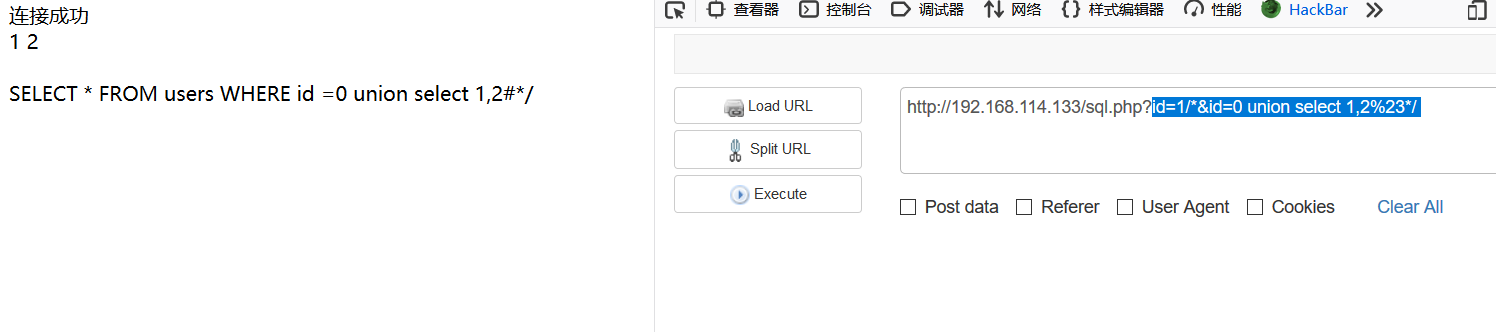 连接成功
1 2
SELECT * FROM users WHERE id =0 union select 1,2#*/
查看器 控制台 调试器 网络 样式编辑器 性能 HackBar
Load URL
http://192.168.114.133/sql.php?id=1/*&id=0 union select 1,2%23*/
Split URL
Execute
Post data Referer User Agent Cookies Clear All